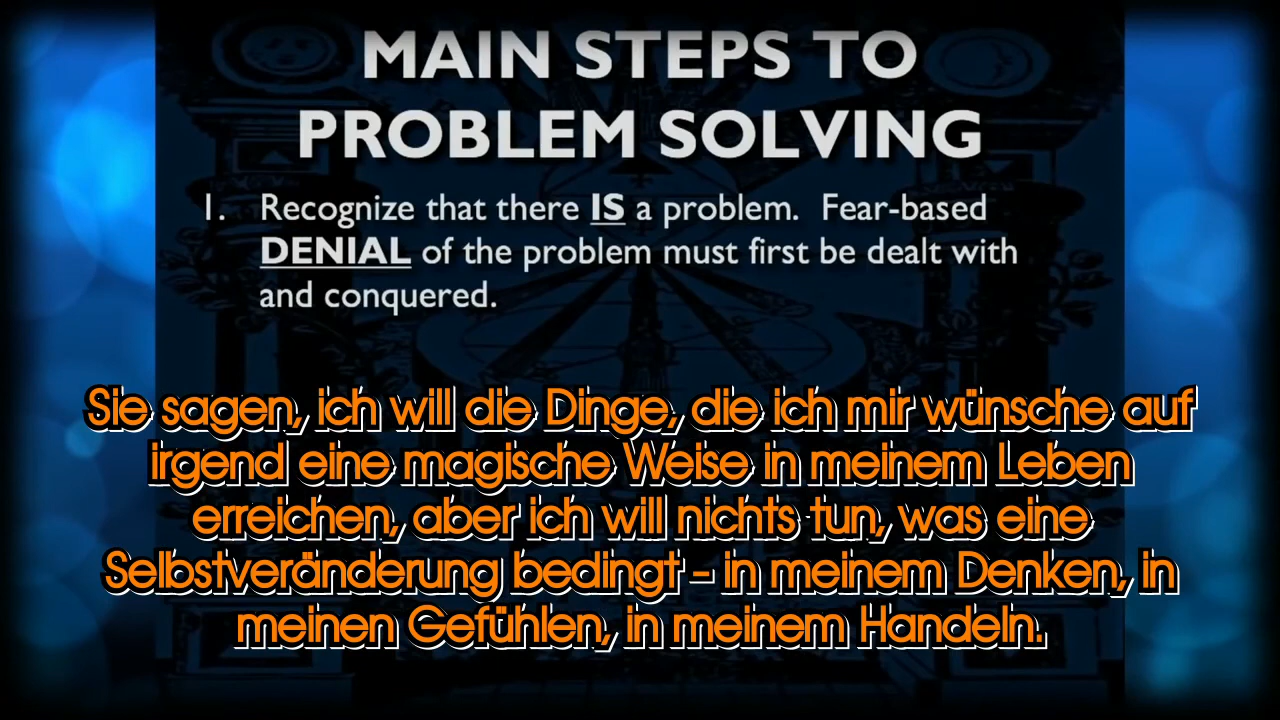 MAIN STEPS TO
PROBLEM SOLVING
1. Recognize that there IS a problem. Fear-based
DENIAL of the problem must first be dealt with
and conquered.
Sie sagen, ich will die Dinge, die ich mir wünsche auf
irgend eine magische Weise in meinem Leben
erreichen, aber ich will nichts tun, was eine
Selbstveränderung bedingt - in meinem Denken, in
meinen Gefühlen, in meinem Handeln.